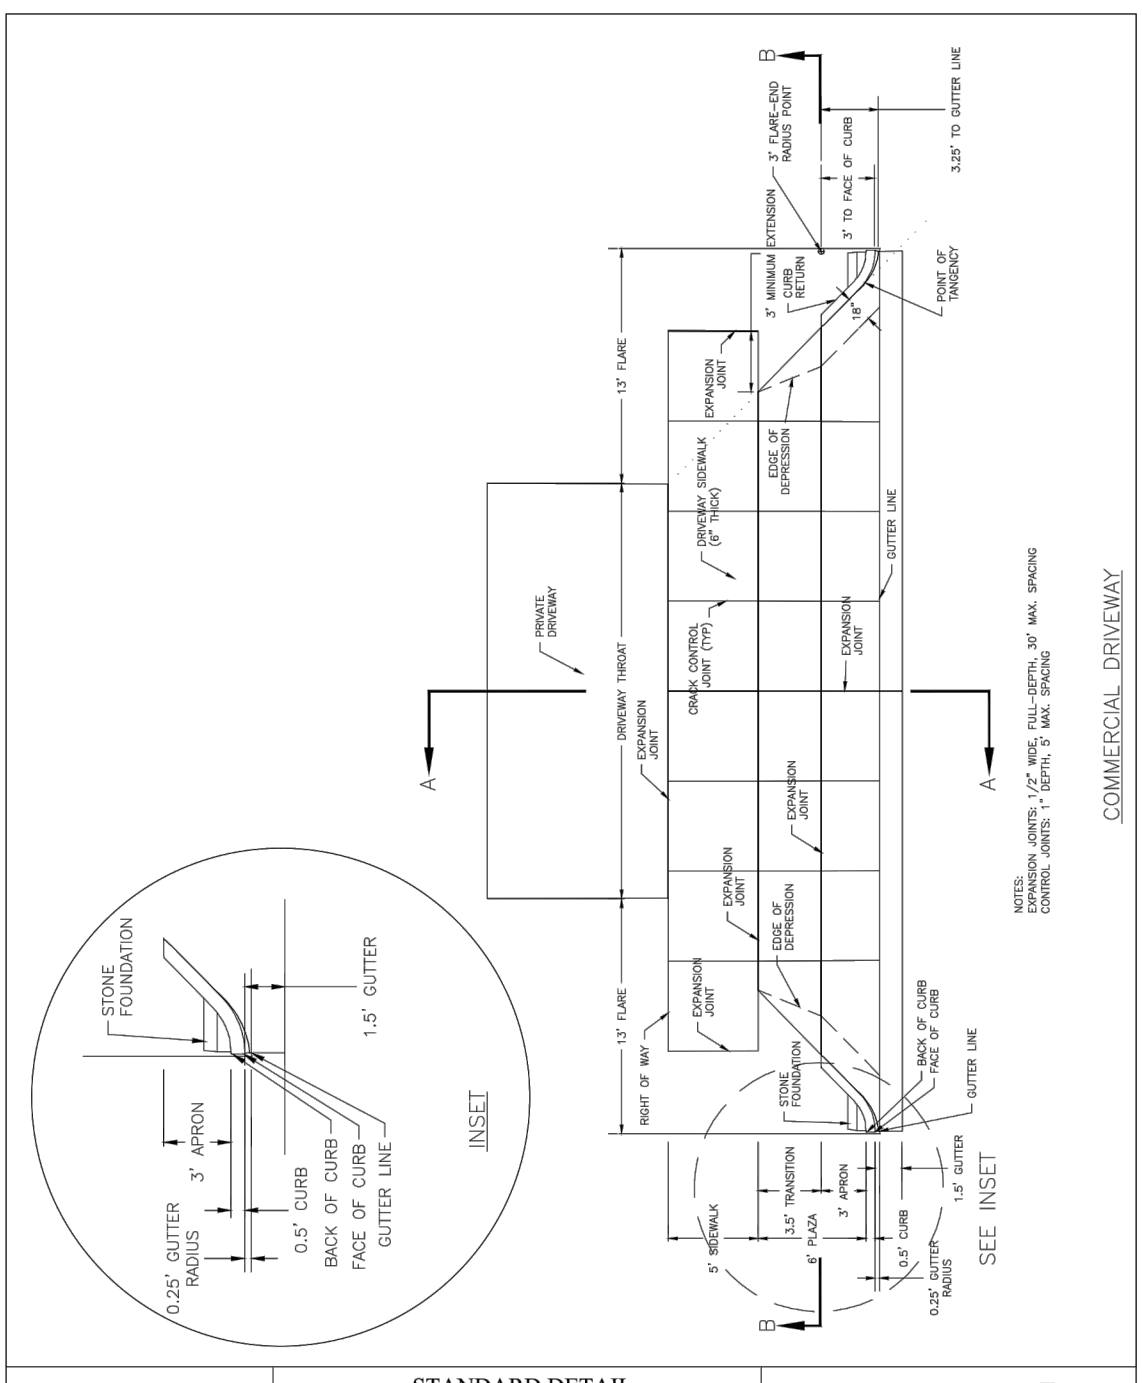 B
3' FLARE-END
RADIUS POINT
3.25' TO GUTTER LINE
3' TO FACE OF CURB
3' MINIMUM EXTENSION
CURB
RETURN
POINT OF
TANGENCY
18"
13' FLARE
EXPANSION
JOINT
EDGE OF
DEPRESSION
DRIVEWAY SIDEWALK
(6" THICK)
GUTTER LINE
PRIVATE
DRIVEWAY
DRIVEWAY THROAT
CRACK CONTROL
JOINT (TYP)
EXPANSION
JOINT
EXPANSION
JOINT
A
A
EXPANSION
JOINT
EXPANSION
JOINT
EDGE OF
DEPRESSION
EXPANSION
JOINT
13' FLARE
RIGHT OF WAY
STONE
FOUNDATION
BACK OF CURB
FACE OF CURB
GUTTER LINE
5' SIDEWALK
3.5' TRANSITION
6' PLAZA
3' APRON
0.5' CURB
1.5' GUTTER
0.25' GUTTER
RADIUS
SEE INSET
B
STONE
FOUNDATION
1.5' GUTTER
3' APRON
0.25' GUTTER
RADIUS
0.5' CURB
BACK OF CURB
FACE OF CURB
GUTTER LINE
INSET
NOTES:
EXPANSION JOINTS: 1/2" WIDE, FULL-DEPTH, 30' MAX. SPACING
CONTROL JOINTS: 1" DEPTH, 5' MAX. SPACING
COMMERCIAL DRIVEWAY
STANDARD DETAIL